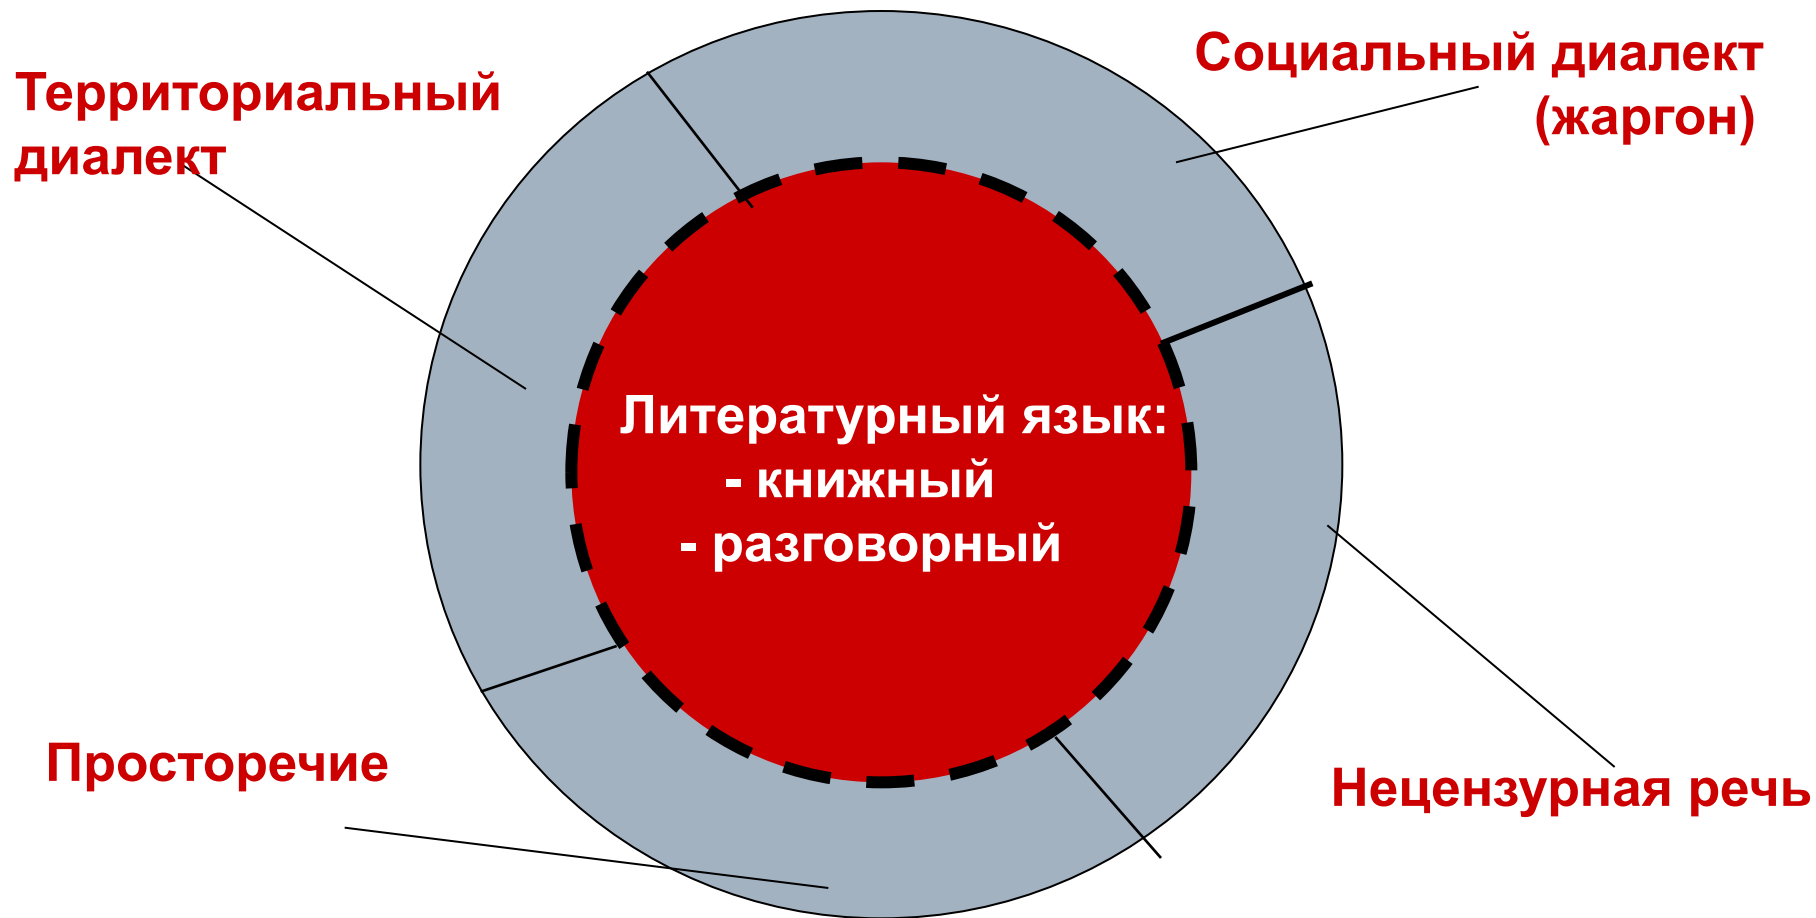 Территориальный
диалект
Социальный диалект
(жаргон)
Литературный язык:
- книжный
- разговорный
Просторечие
Нецензурная речь